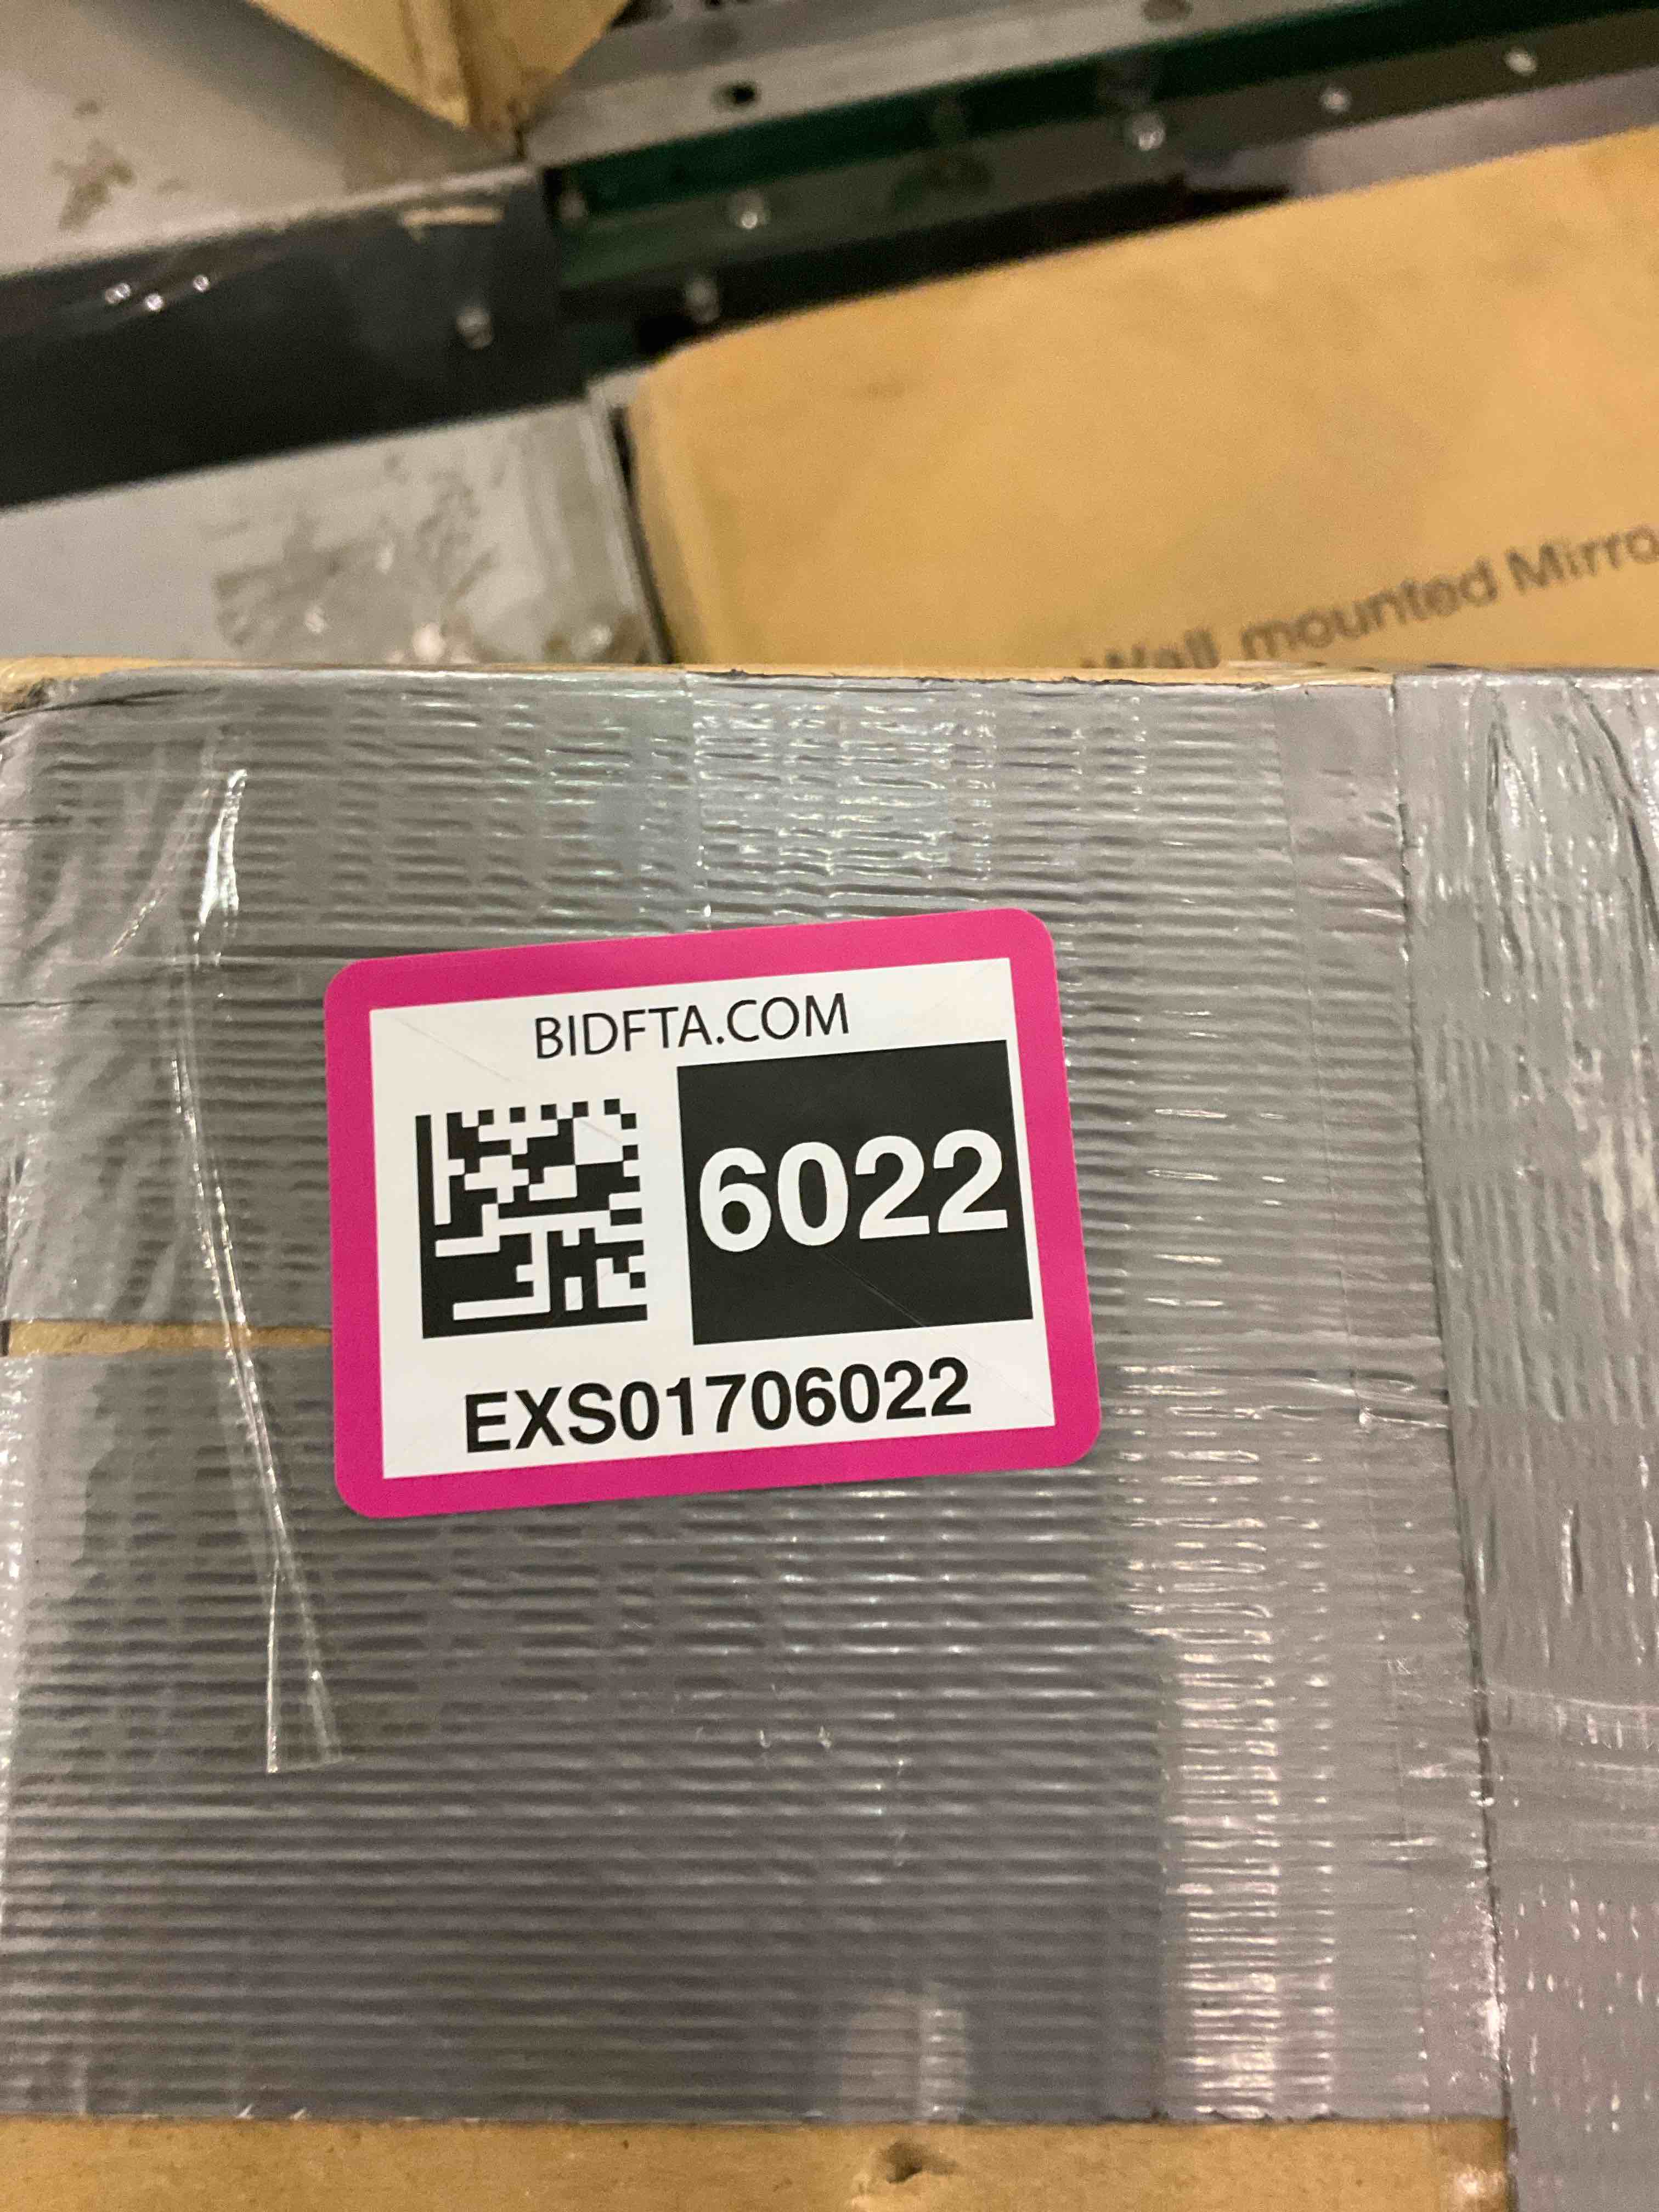 Wall mounted Mirro
BIDFTA.COM
6022
EXS01706022